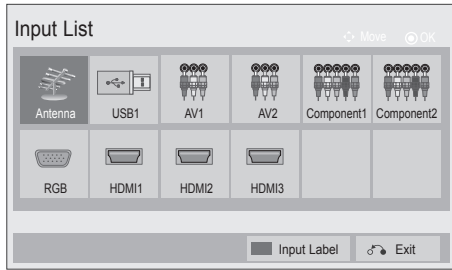 Input List
Move OK
Antenna USB1 AV1 AV2 Component1 Component2
RGB HDMI1 HDMI2 HDMI3
Input Label Exit